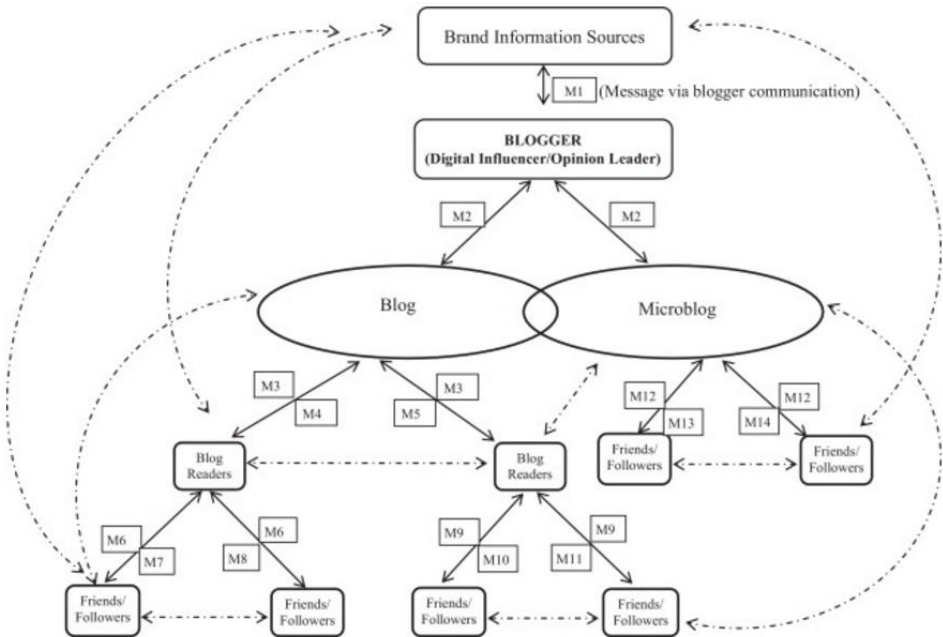 Brand Information Sources
M1 (Message via blogger communication)
BLOGGER
(Digital Influencer/Opinion Leader)
M2
M2
Blog
Microblog
M3
M3
M4
M5
M12
M12
M13
M14
Blog
Readers
Blog
Readers
Friends/
Followers
Friends/
Followers
M6
M6
M7
M8
M9
M9
M10
M11
Friends/
Followers
Friends/
Followers
Friends/
Followers
Friends/
Followers